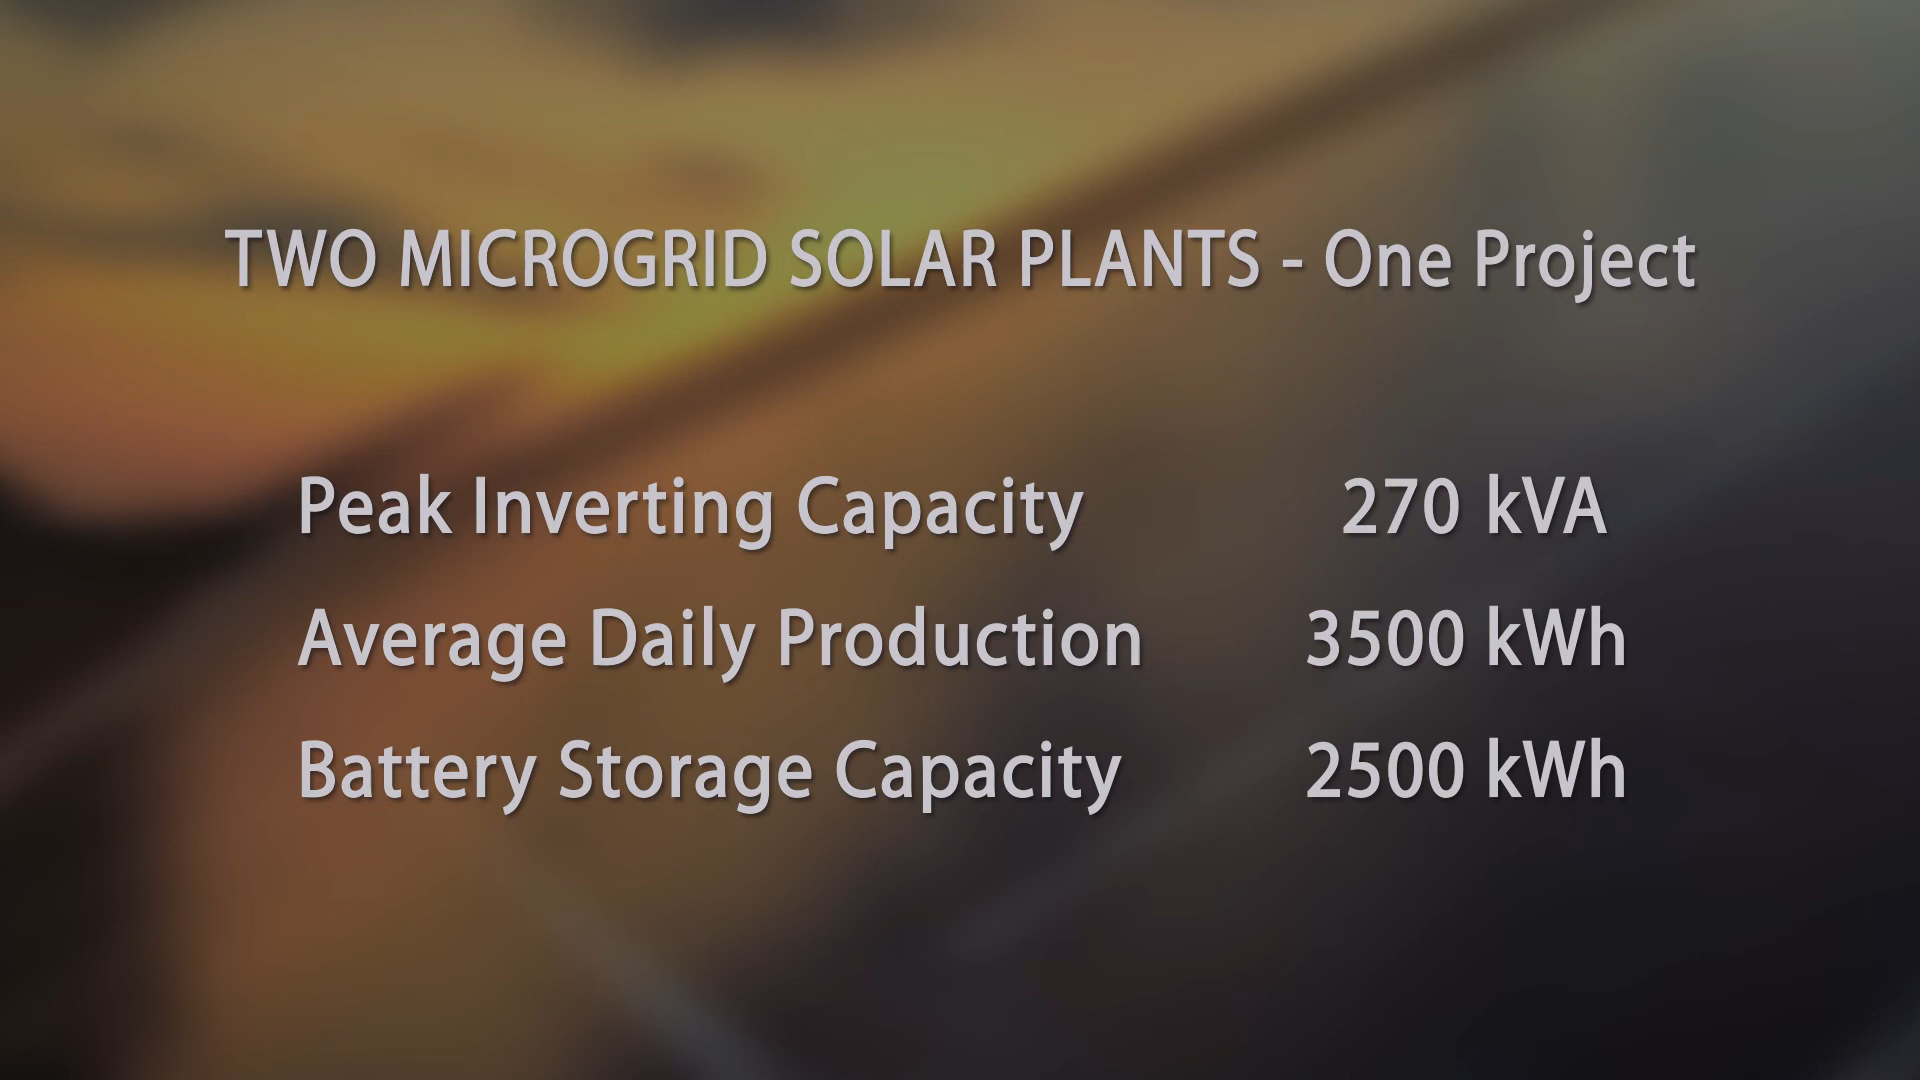 TWO MICROGRID SOLAR PLANTS - One Project
Peak Inverting Capacity 270 kVA
Average Daily Production 3500 kWh
Battery Storage Capacity 2500 kWh